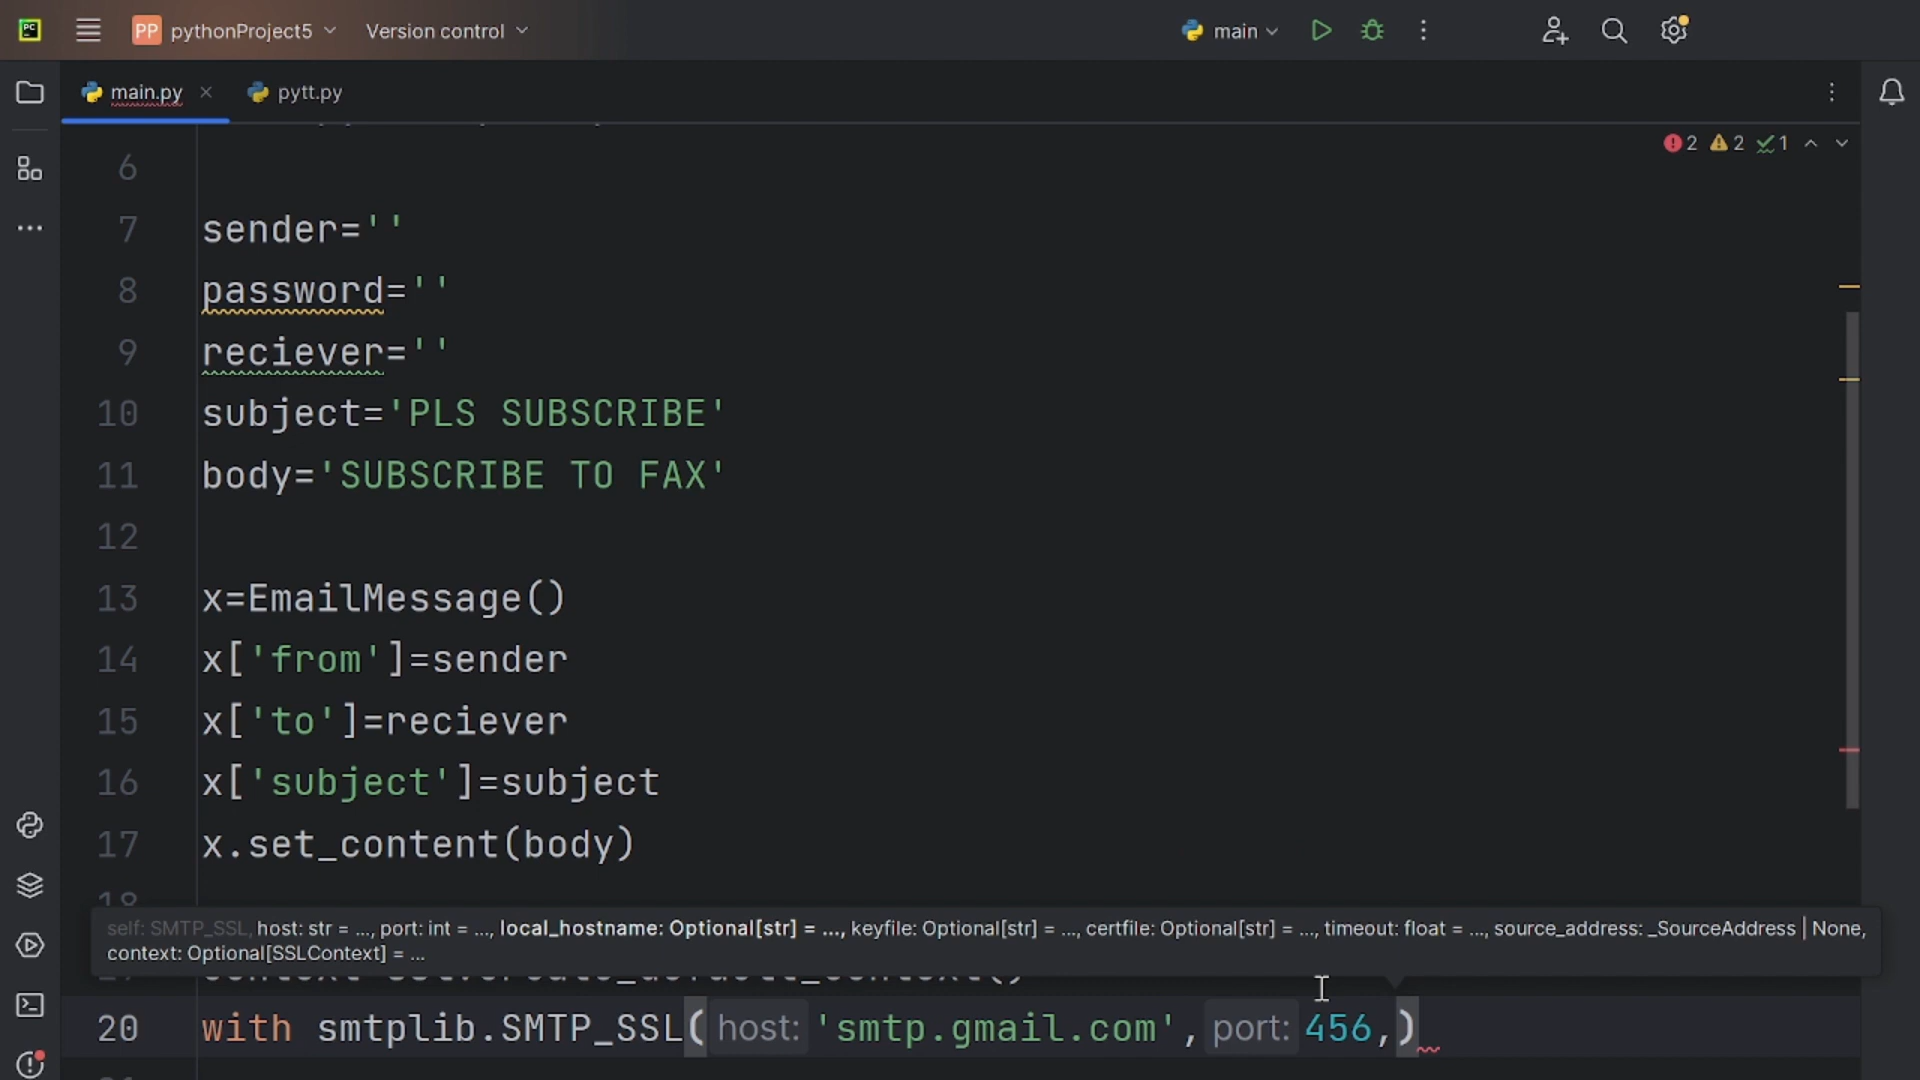 PC
PP pythonProject5 Version control main
main.py pytt.py
2 2 1
6
7 sender=''
8 password=''
9 reciever=''
10 subject='PLS SUBSCRIBE'
11 body='SUBSCRIBE TO FAX'
12
13 x=EmailMessage()
14 x['from']=sender
15 x['to']=reciever
16 x['subject']=subject
17 x.set_content(body)
18
self: SMTP_SSL, host: str = ..., port: int = ..., local_hostname: Optional[str] = ..., keyfile: Optional[str] = ..., certfile: Optional[str] = ..., timeout: float = ..., source_address: _SourceAddress | None,
context: Optional[SSLContext] = ...
20 with smtplib.SMTP_SSL( host: 'smtp.gmail.com', port: 456,)